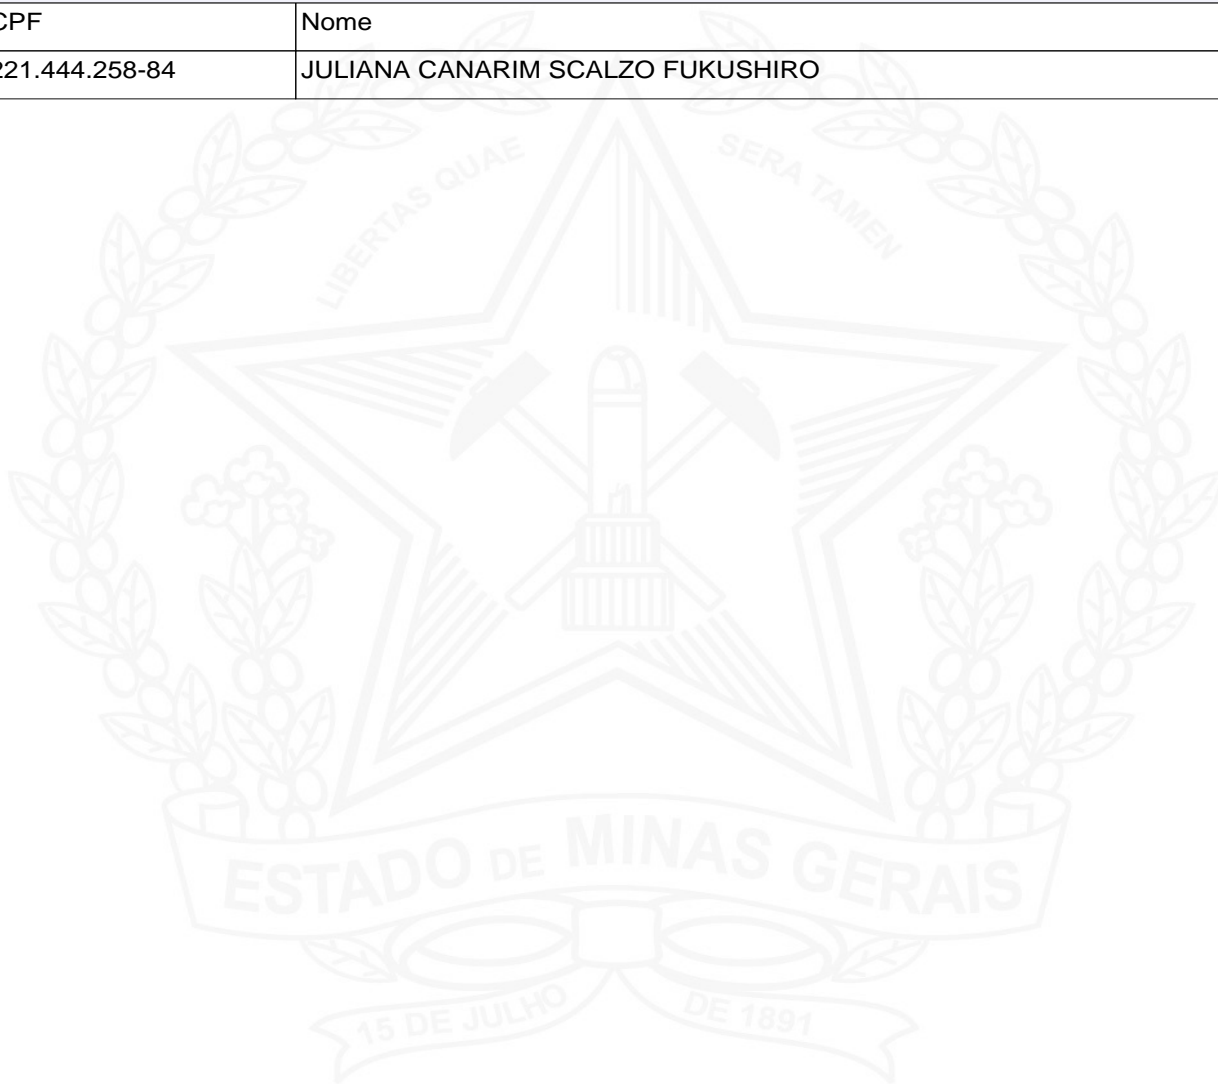 CPF Nome
221.444.258-84 JULIANA CANARIM SCALZO FUKUSHIRO
LIBERTAS QUAE SERA TAMEN
ESTADO DE MINAS GERAIS
15 DE JULHO DE 1891